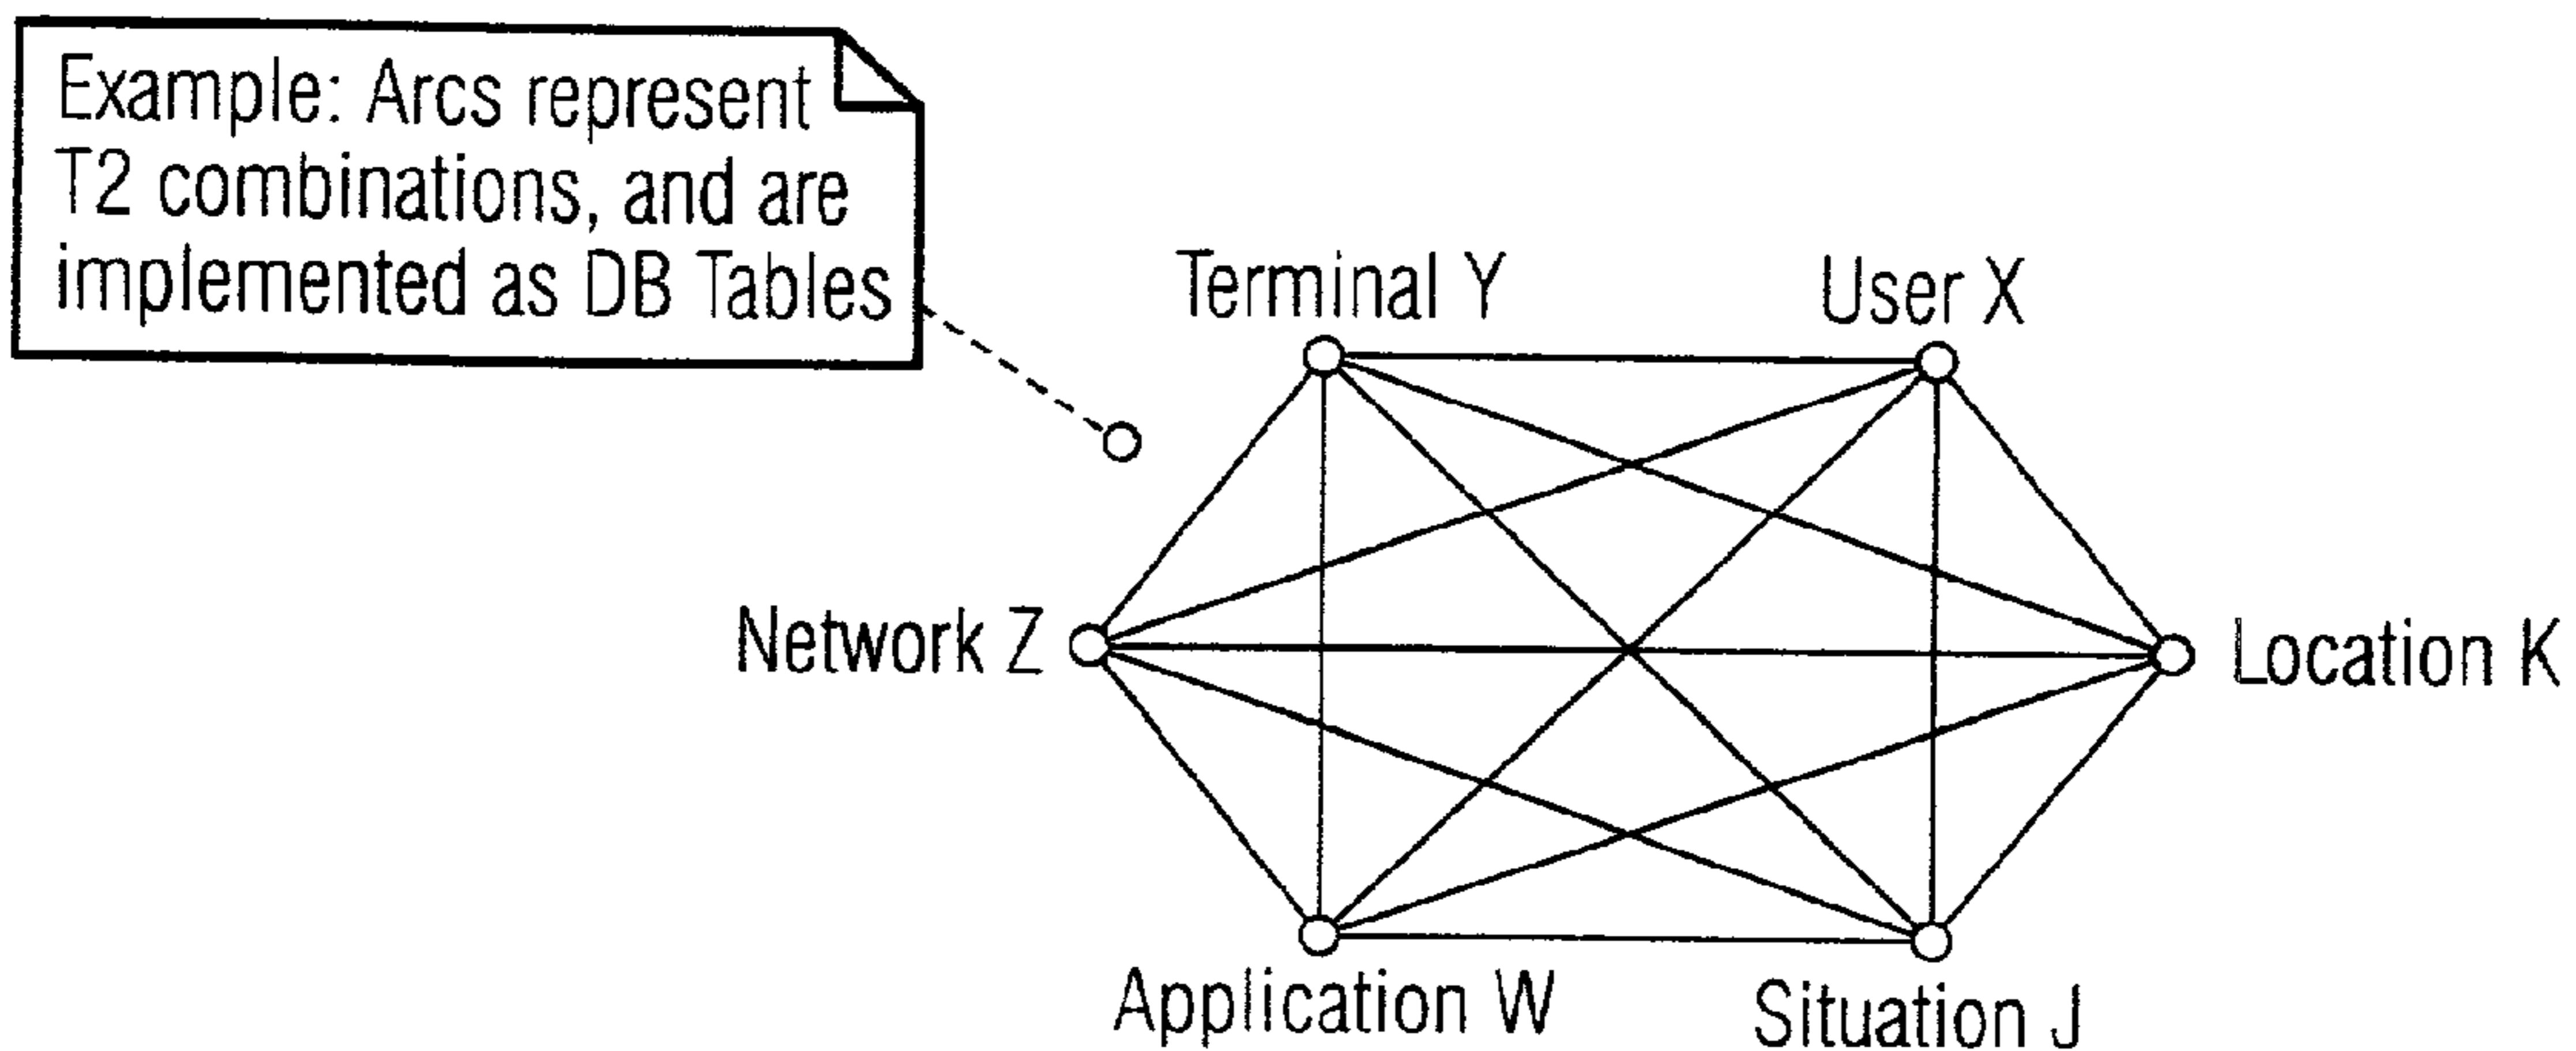 Example: Arcs represent
T2 combinations, and are
implemented as DB Tables
Terminal Y
User X
Network Z
Location K
Application W
Situation J